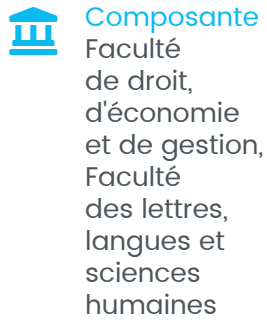 Composante
Faculté
de droit,
d'économie
et de gestion,
Faculté
des lettres,
langues et
sciences
humaines